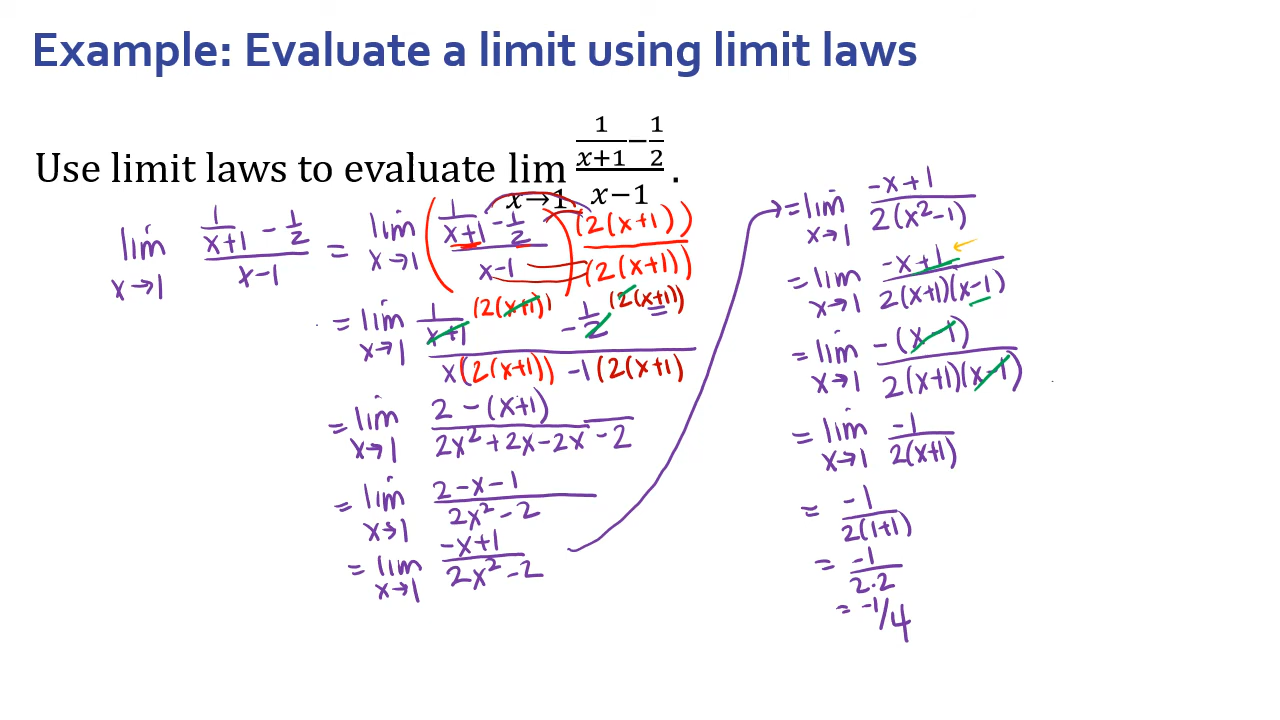 Example: Evaluate a limit using limit laws
Use limit laws to evaluate lim x→1 (1/(x+1) − 1/2)/(x−1).
lim x→1 (1/(x+1) − 1/2)/(x−1) = lim x→1 ((1/(x+1) − 1/2)/(x−1)) (2(x+1))/(2(x+1))
= lim x→1 (1/(x+1) (2(x+1)) − 1/2 (2(x+1)))/(x(2(x+1)) −1(2(x+1))
= lim x→1 (2 − (x+1))/(2x² + 2x − 2x − 2)
= lim x→1 (2 − x − 1)/(2x² − 2)
= lim x→1 (−x+1)/(2x² − 2)
= lim x→1 (−x+1)/(2(x²−1))
= lim x→1 (−x+1)/(2(x+1)(x−1))
= lim x→1 −(x−1)/(2(x+1)(x−1))
= lim x→1 −1/(2(x+1))
= −1/(2(1+1))
= −1/(2·2)
= −1/4